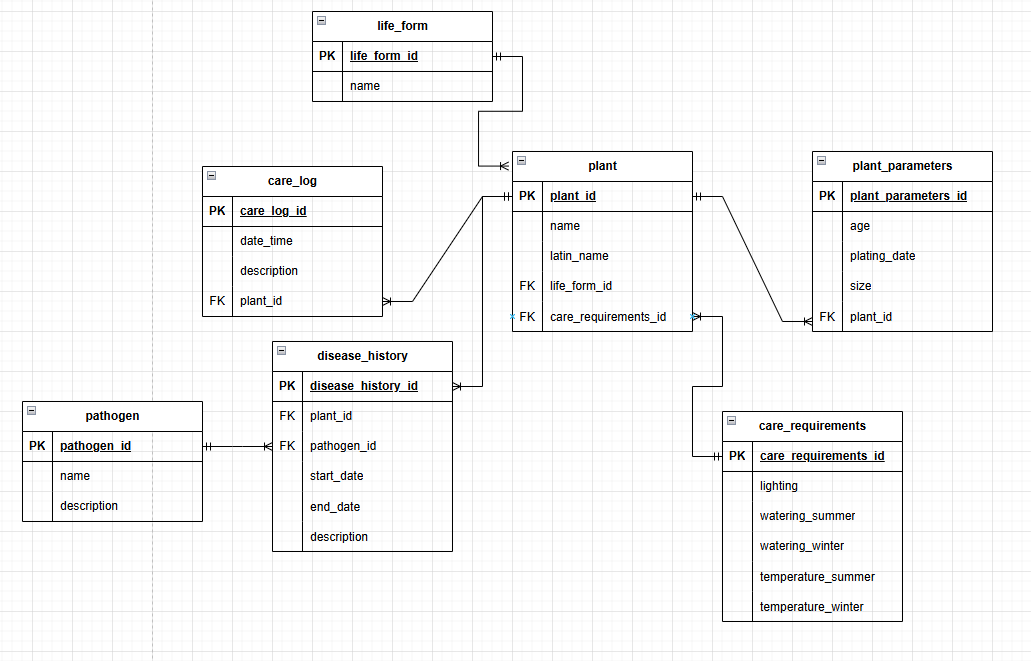 life_form
PK life_form_id
name
care_log
PK care_log_id
date_time
description
FK plant_id
plant
PK plant_id
name
latin_name
FK life_form_id
FK care_requirements_id
plant_parameters
PK plant_parameters_id
age
plating_date
size
FK plant_id
disease_history
PK disease_history_id
FK plant_id
FK pathogen_id
start_date
end_date
description
pathogen
PK pathogen_id
name
description
care_requirements
PK care_requirements_id
lighting
watering_summer
watering_winter
temperature_summer
temperature_winter